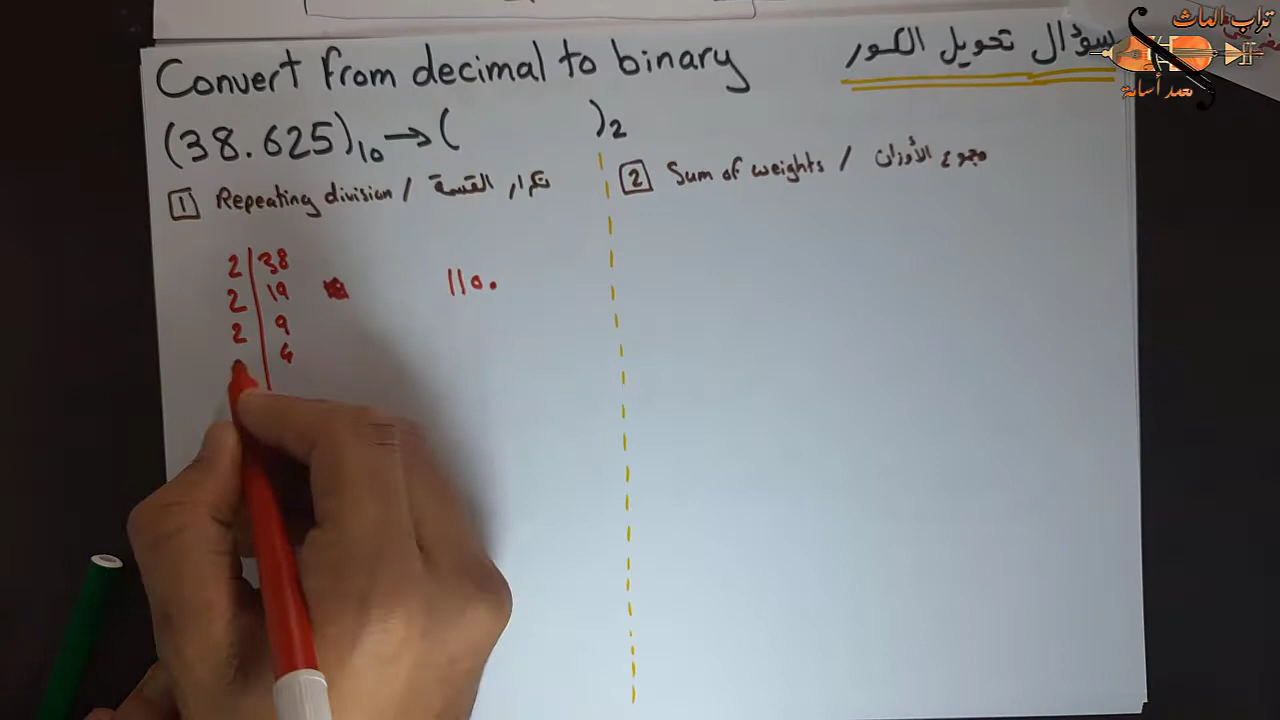 تراب الماث
محمد أسامة
سؤال تحويل الكسور
Convert from decimal to binary
(38.625)10→(          )2
1 Repeating division / تكرار القسمة
2 Sum of weights / مجموع الأوزان
2 38
2 19
2 9
4
110.